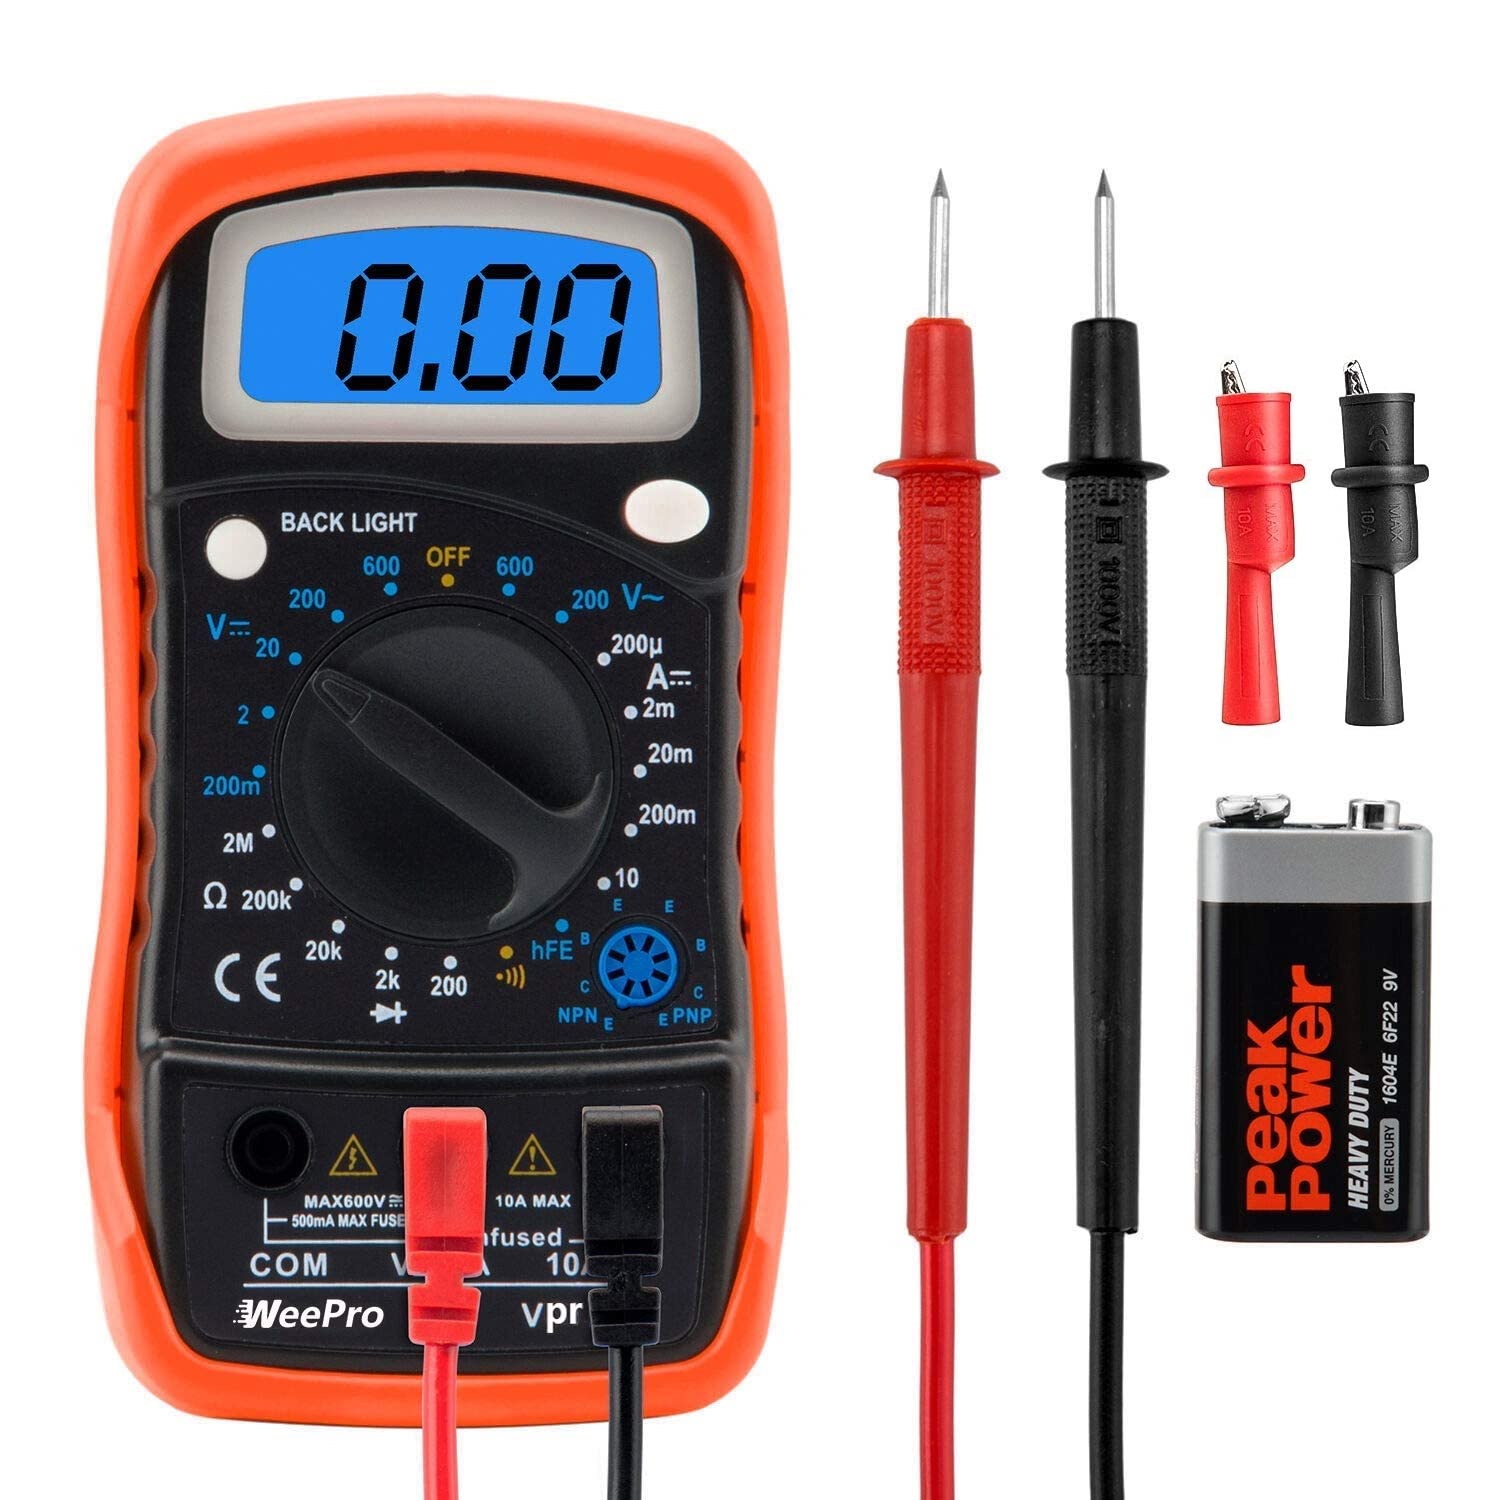 0.00
BACK LIGHT
OFF
600
600
200
200 V~
V⎓
20
200µ
A⎓
2
2m
20m
200m
200m
2M
Ω 200k
10
20k
2k
200
hFE
E E
B B
C C
NPN E E PNP
CE
MAX600V
10A MAX
500mA MAX FUSE
COM
10A
WeePro
Vpr
1000V
1000V
MAX
10A
MAX
10A
CE
CE
Peak
Power
HEAVY DUTY
0% MERCURY
1604E 6F22 9V